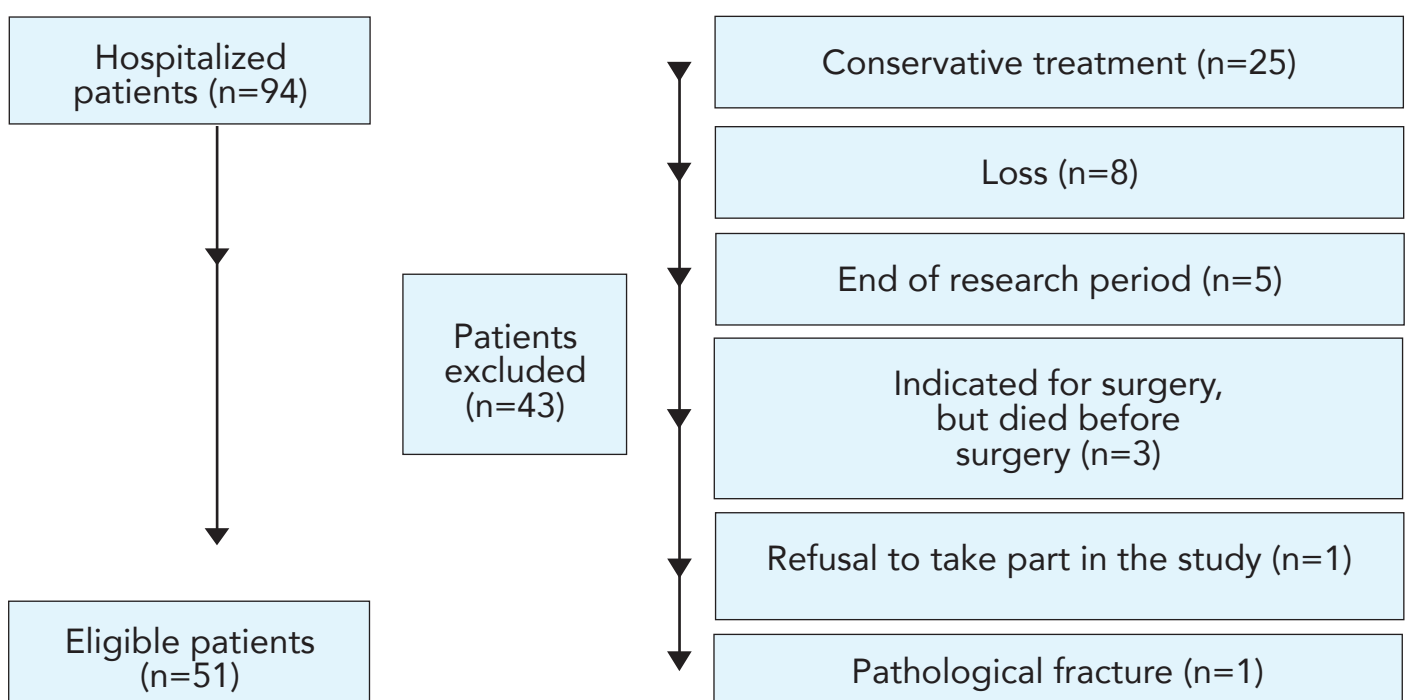 Hospitalized
patients (n=94)
Conservative treatment (n=25)
Loss (n=8)
End of research period (n=5)
Patients
excluded
(n=43)
Indicated for surgery,
but died before
surgery (n=3)
Refusal to take part in the study (n=1)
Eligible patients
(n=51)
Pathological fracture (n=1)